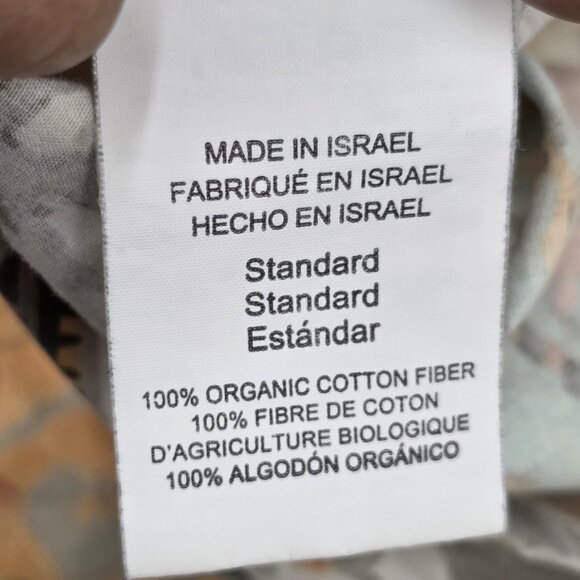 MADE IN ISRAEL
FABRIQUÉ EN ISRAEL
HECHO EN ISRAEL
Standard
Standard
Estándar
100% ORGANIC COTTON FIBER
100% FIBRE DE COTON
D'AGRICULTURE BIOLOGIQUE
100% ALGODÓN ORGÁNICO